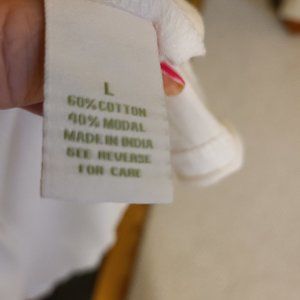 L
60% COTTON
40% MODAL
MADE IN INDIA
SEE REVERSE
FOR CARE